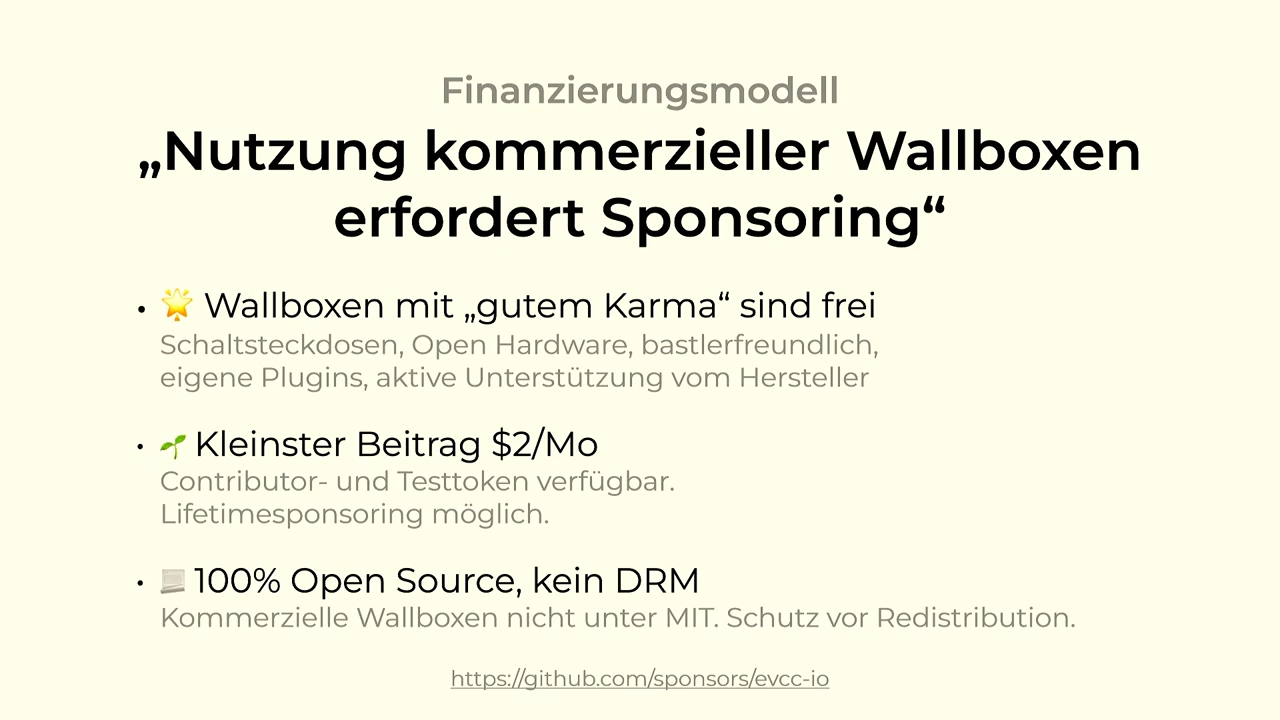 Finanzierungsmodell
„Nutzung kommerzieller Wallboxen
erfordert Sponsoring“
• 🌟 Wallboxen mit „gutem Karma“ sind frei
Schaltsteckdosen, Open Hardware, bastlerfreundlich,
eigene Plugins, aktive Unterstützung vom Hersteller
• 🌱 Kleinster Beitrag $2/Mo
Contributor- und Testtoken verfügbar.
Lifetimesponsoring möglich.
• 100% Open Source, kein DRM
Kommerzielle Wallboxen nicht unter MIT. Schutz vor Redistribution.
https://github.com/sponsors/evcc-io